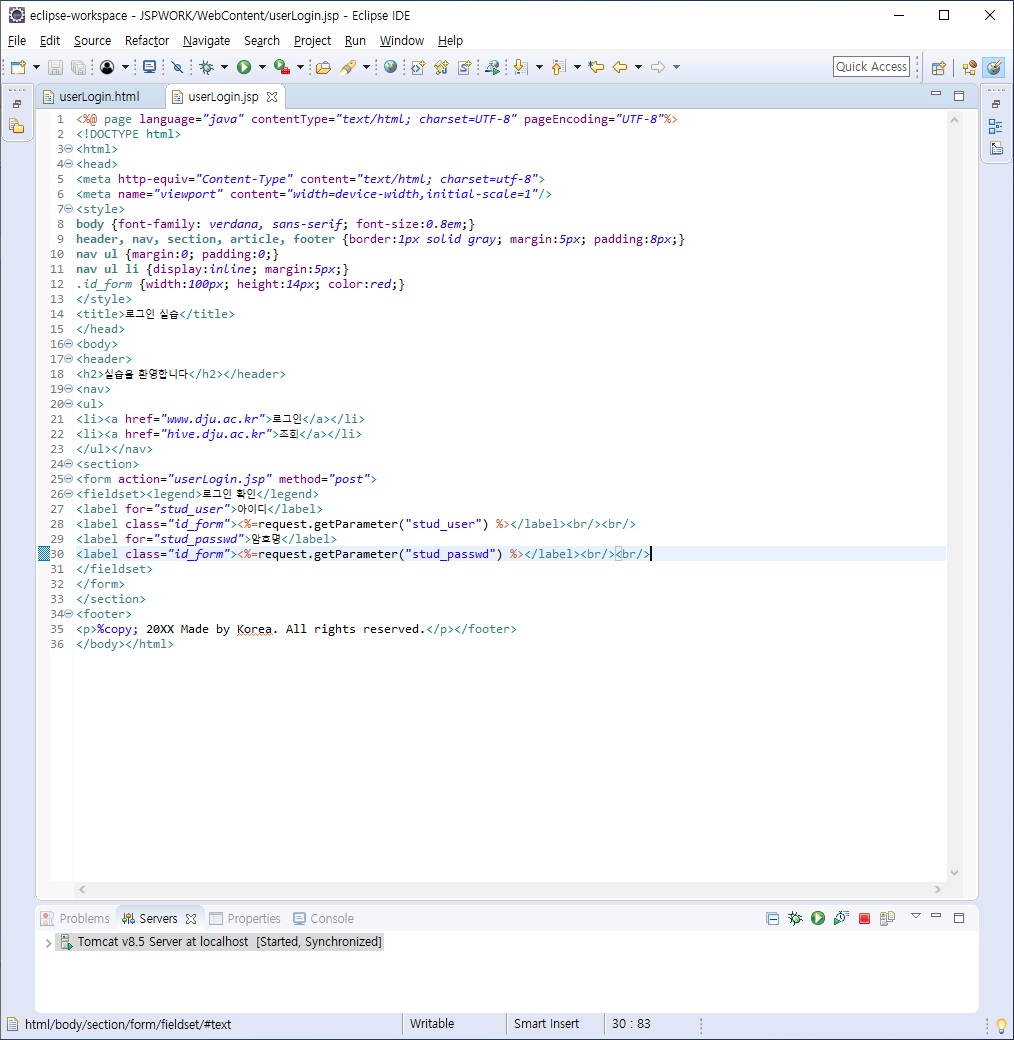 eclipse-workspace - JSPWORK/WebContent/userLogin.jsp - Eclipse IDE
File Edit Source Refactor Navigate Search Project Run Window Help
Quick Access
userLogin.html userLogin.jsp
1 <%@ page language="java" contentType="text/html; charset=UTF-8" pageEncoding="UTF-8"%>
2 <!DOCTYPE html>
3 <html>
4 <head>
5 <meta http-equiv="Content-Type" content="text/html; charset=utf-8">
6 <meta name="viewport" content="width=device-width,initial-scale=1"/>
7 <style>
8 body {font-family: verdana, sans-serif; font-size:0.8em;}
9 header, nav, section, article, footer {border:1px solid gray; margin:5px; padding:8px;}
10 nav ul {margin:0; padding:0;}
11 nav ul li {display:inline; margin:5px;}
12 .id_form {width:100px; height:14px; color:red;}
13 </style>
14 <title>로그인 실습</title>
15 </head>
16 <body>
17 <header>
18 <h2>실습을 환영합니다</h2></header>
19 <nav>
20 <ul>
21 <li><a href="www.dju.ac.kr">로그인</a></li>
22 <li><a href="hive.dju.ac.kr">조회</a></li>
23 </ul></nav>
24 <section>
25 <form action="userLogin.jsp" method="post">
26 <fieldset><legend>로그인 확인</legend>
27 <label for="stud_user">아이디</label>
28 <label class="id_form"><%=request.getParameter("stud_user") %></label><br/><br/>
29 <label for="stud_passwd">암호명</label>
30 <label class="id_form"><%=request.getParameter("stud_passwd") %></label><br/><br/>
31 </fieldset>
32 </form>
33 </section>
34 <footer>
35 <p>%copy; 20XX Made by Korea. All rights reserved.</p></footer>
36 </body></html>
Problems Servers Properties Console
Tomcat v8.5 Server at localhost [Started, Synchronized]
html/body/section/form/fieldset/#text Writable Smart Insert 30 : 83